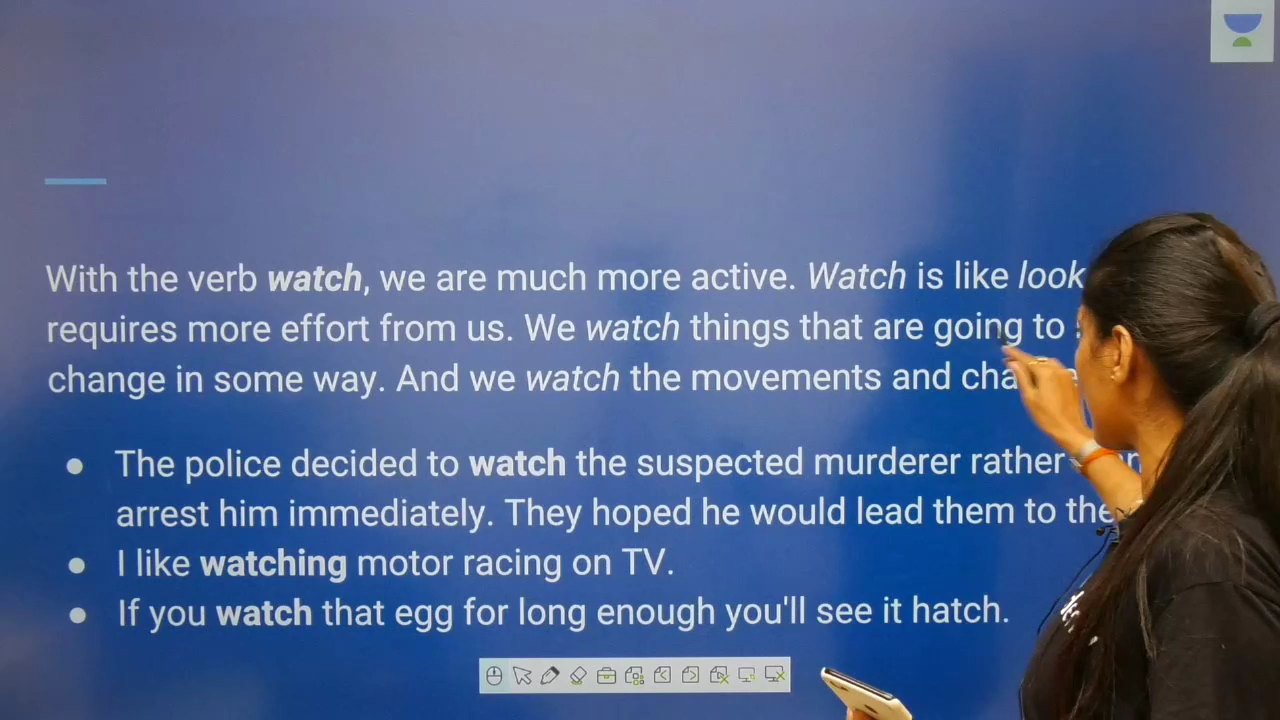 With the verb watch, we are much more active. Watch is like look
requires more effort from us. We watch things that are going to
change in some way. And we watch the movements and
The police decided to watch the suspected murderer rather
arrest him immediately. They hoped he would lead them to
I like watching motor racing on TV.
If you watch that egg for long enough you'll see it hatch.